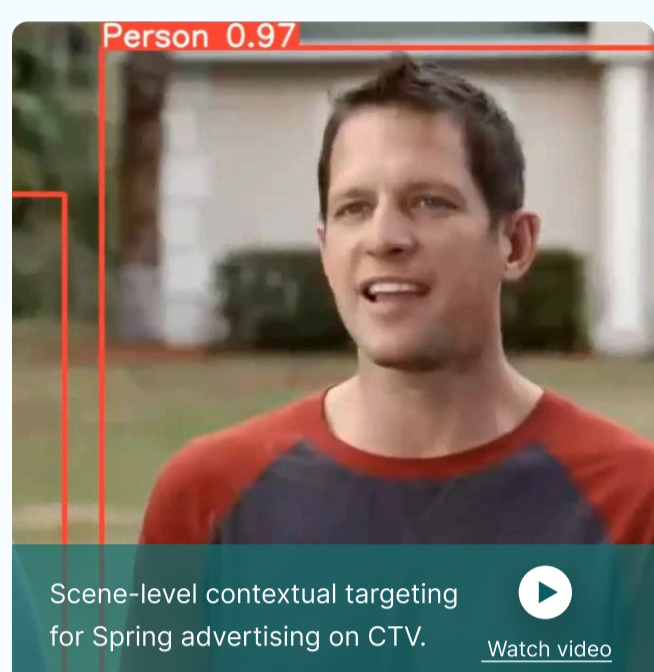 Person 0.97
Scene-level contextual targeting
for Spring advertising on CTV.
Watch video